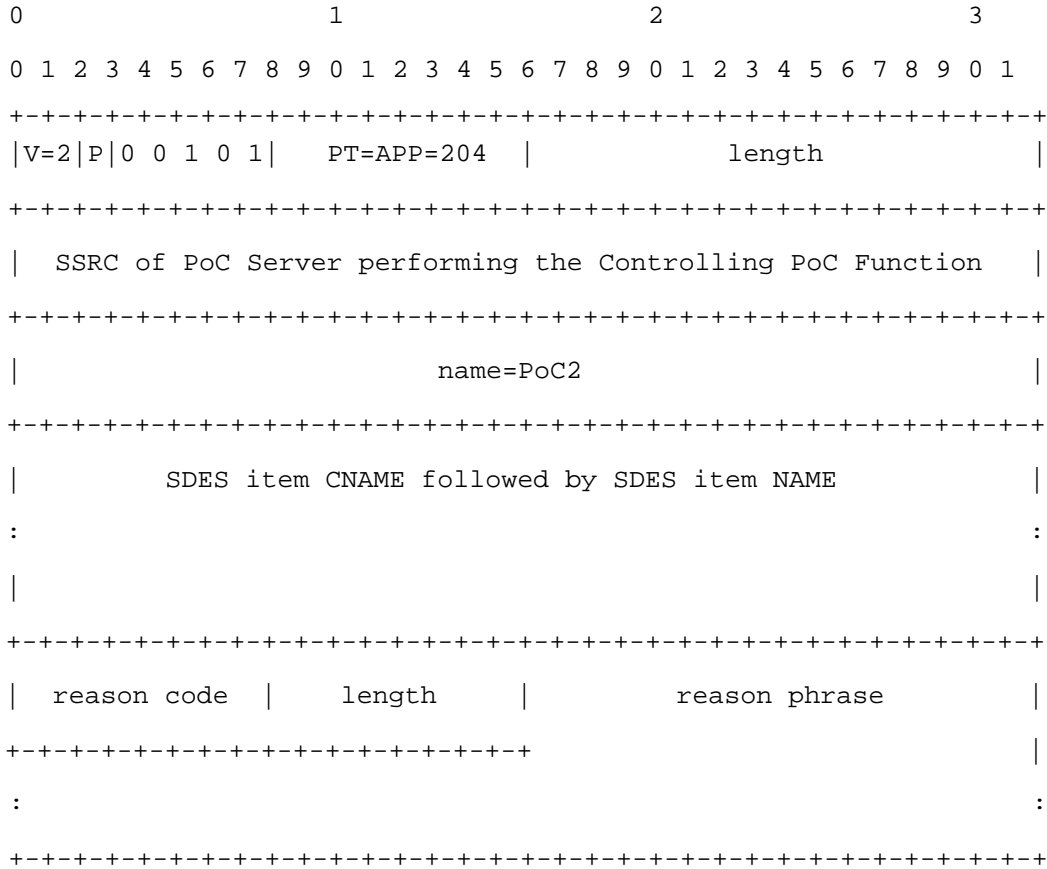 0                   1                   2                   3
0 1 2 3 4 5 6 7 8 9 0 1 2 3 4 5 6 7 8 9 0 1 2 3 4 5 6 7 8 9 0 1
+-+-+-+-+-+-+-+-+-+-+-+-+-+-+-+-+-+-+-+-+-+-+-+-+-+-+-+-+-+-+-+-+
|V=2|P|0 0 1 0 1|   PT=APP=204  |            length             |
+-+-+-+-+-+-+-+-+-+-+-+-+-+-+-+-+-+-+-+-+-+-+-+-+-+-+-+-+-+-+-+-+
|  SSRC of PoC Server performing the Controlling PoC Function   |
+-+-+-+-+-+-+-+-+-+-+-+-+-+-+-+-+-+-+-+-+-+-+-+-+-+-+-+-+-+-+-+-+
|                          name=PoC2                            |
+-+-+-+-+-+-+-+-+-+-+-+-+-+-+-+-+-+-+-+-+-+-+-+-+-+-+-+-+-+-+-+-+
|         SDES item CNAME followed by SDES item NAME            |
:                                                               :
|                                                               |
+-+-+-+-+-+-+-+-+-+-+-+-+-+-+-+-+-+-+-+-+-+-+-+-+-+-+-+-+-+-+-+-+
|  reason code  |    length     |         reason phrase         |
+-+-+-+-+-+-+-+-+-+-+-+-+-+-+-+-+                               |
:                                                               :
+-+-+-+-+-+-+-+-+-+-+-+-+-+-+-+-+-+-+-+-+-+-+-+-+-+-+-+-+-+-+-+-+